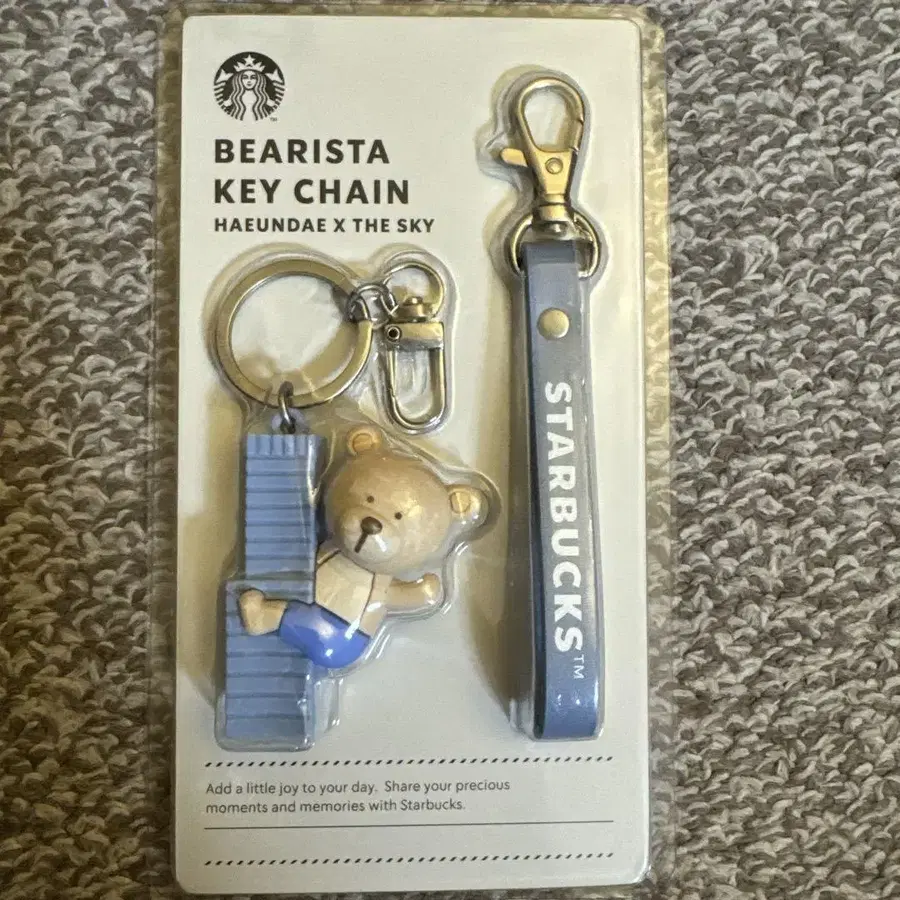 BEARISTA
KEY CHAIN
HAEUNDAE X THE SKY
STARBUCKS™
Add a little joy to your day. Share your precious
moments and memories with Starbucks.